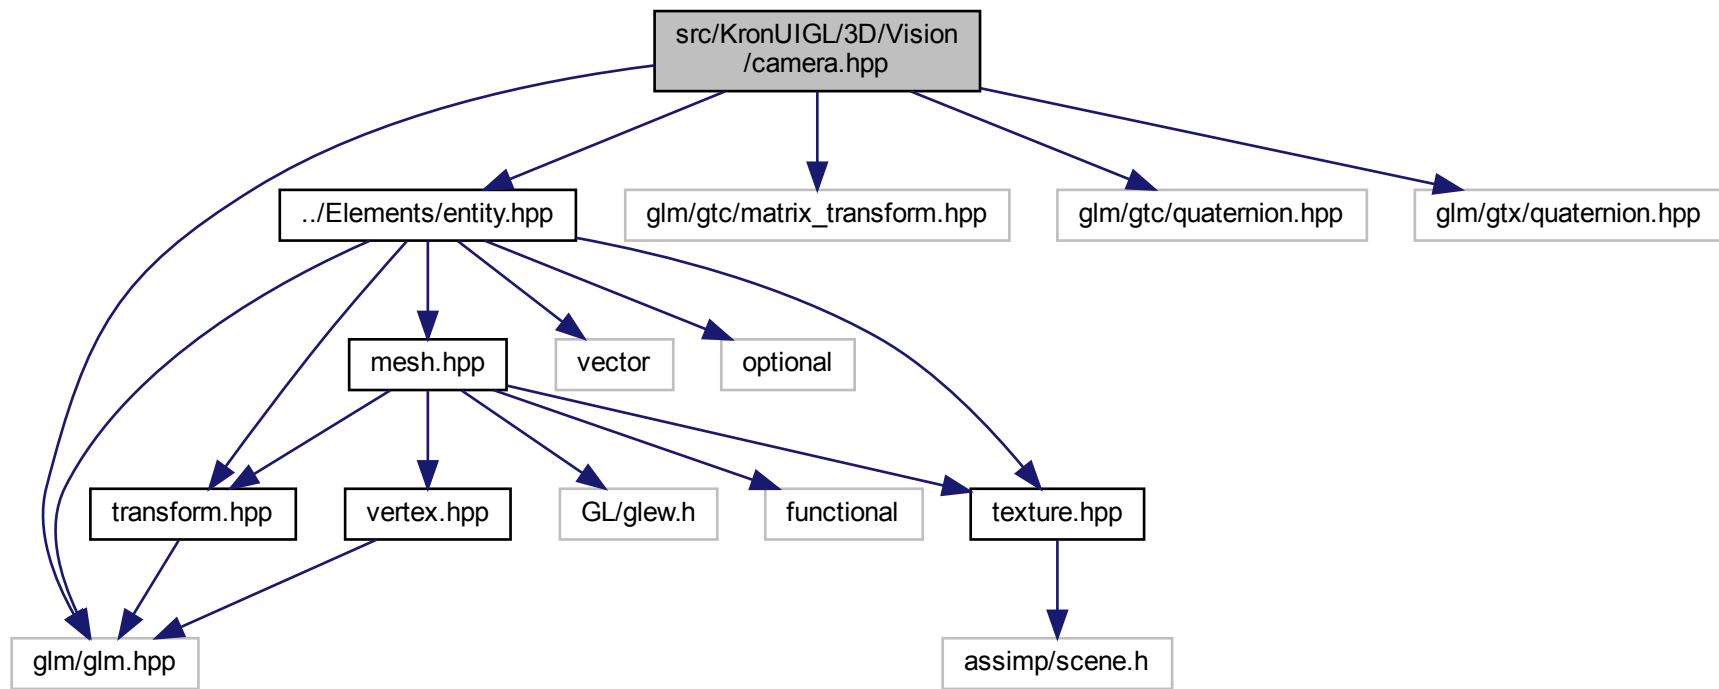 src/KronUIGL/3D/Vision
/camera.hpp
../Elements/entity.hpp
glm/gtc/matrix_transform.hpp
glm/gtc/quaternion.hpp
glm/gtx/quaternion.hpp
mesh.hpp
vector
optional
transform.hpp
vertex.hpp
GL/glew.h
functional
texture.hpp
glm/glm.hpp
assimp/scene.h